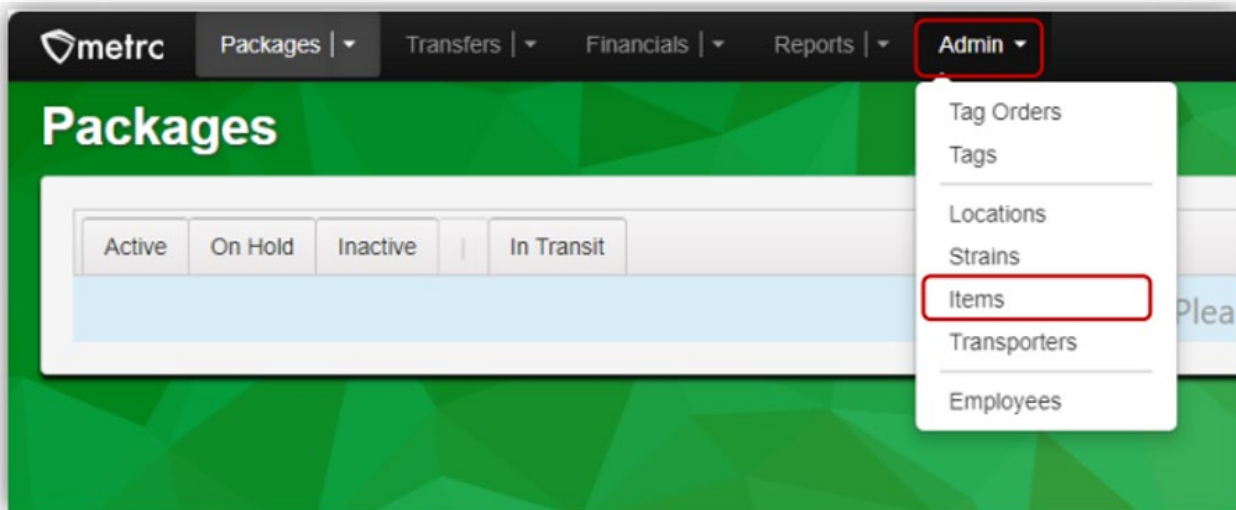 metrc Packages | Transfers | Financials | Reports | Admin
Packages
Tag Orders
Tags
Locations
Strains
Items
Transporters
Employees
Active On Hold Inactive | In Transit
Plea